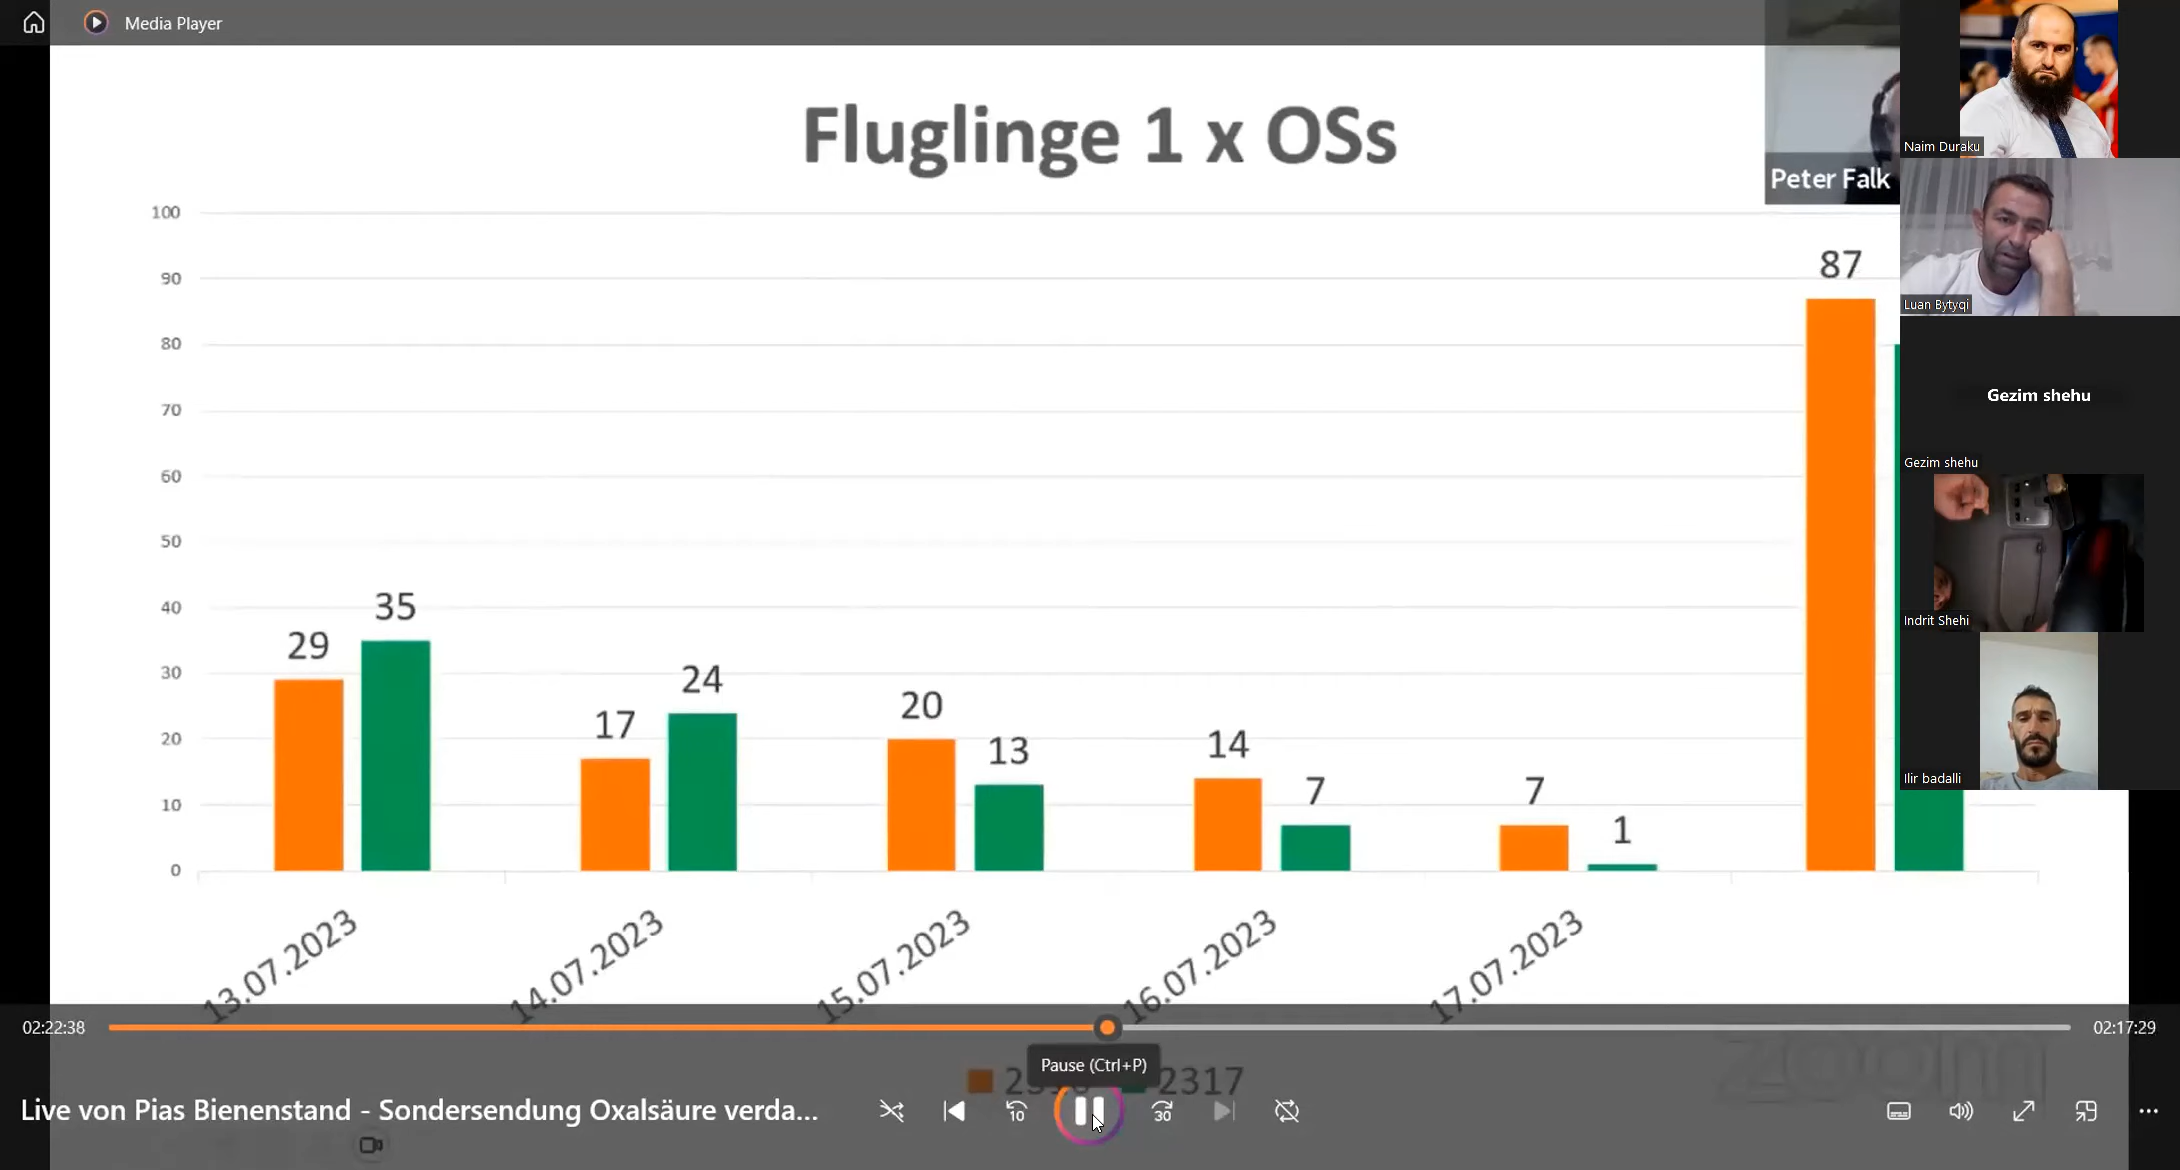 Media Player
Fluglinge 1 x OSs
Peter Falk
Naim Duraku
Luan Bytyqi
Gezim shehu
Gezim shehu
Indrit Shehi
Ilir badalli
100
90
80
70
60
50
40
30
20
10
0
29
35
17
24
20
13
14
7
7
1
87
13.07.2023
14.07.2023
15.07.2023
16.07.2023
17.07.2023
02:22:38
02:17:29
Pause (Ctrl+P)
2317
zoom
Live von Pias Bienenstand - Sondersendung Oxalsäure verda...
10
30